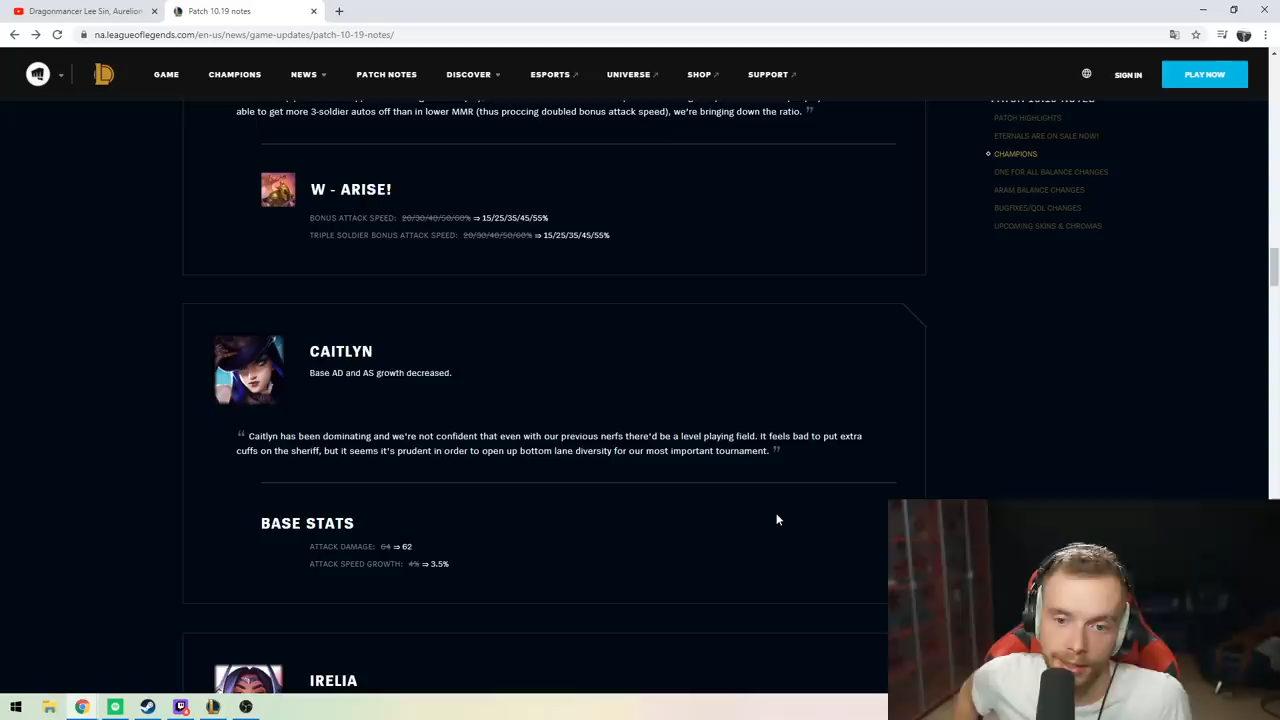 Dragonmancer Lee Sin, Aurelion
Patch 10.19 notes
na.leagueoflegends.com/en-us/news/game-updates/patch-10-19-notes/
GAME CHAMPIONS NEWS PATCH NOTES DISCOVER ESPORTS UNIVERSE SHOP SUPPORT SIGN IN PLAY NOW
PATCH 10.19 NOTES
able to get more 3-soldier autos off than in lower MMR (thus proccing doubled bonus attack speed), we're bringing down the ratio. ”
PATCH HIGHLIGHTS
ETERNALS ARE ON SALE NOW!
CHAMPIONS
ONE FOR ALL BALANCE CHANGES
ARAM BALANCE CHANGES
BUGFIXES/QOL CHANGES
UPCOMING SKINS & CHROMAS
W - ARISE!
BONUS ATTACK SPEED: 20/30/40/50/60% ⇒ 15/25/35/45/55%
TRIPLE SOLDIER BONUS ATTACK SPEED: 20/30/40/50/60% ⇒ 15/25/35/45/55%
CAITLYN
Base AD and AS growth decreased.
“ Caitlyn has been dominating and we're not confident that even with our previous nerfs there'd be a level playing field. It feels bad to put extra
cuffs on the sheriff, but it seems it's prudent in order to open up bottom lane diversity for our most important tournament. ”
BASE STATS
ATTACK DAMAGE: 64 ⇒ 62
ATTACK SPEED GROWTH: 4% ⇒ 3.5%
IRELIA